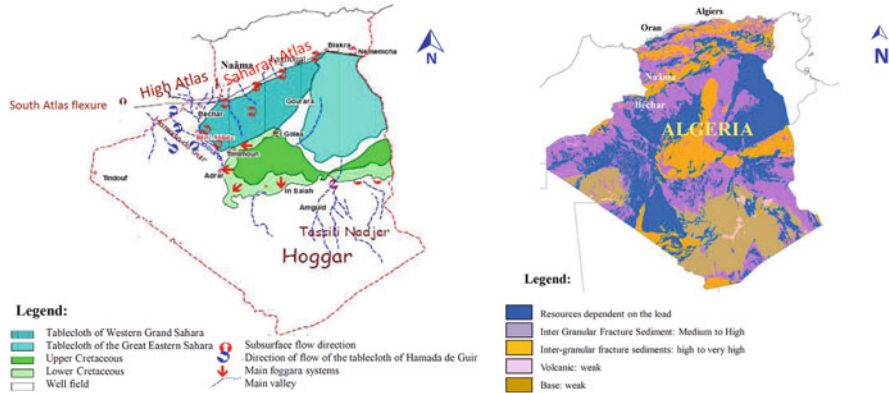 Biskra
Nememcha
N
Naâma
Saharan Atlas
High Atlas
South Atlas flexure
Gourara
Bechar
El Goléa
Timimoun
Adrar
Tindouf
In Salah
Amguid
Tassili Nadjer
Hoggar
Legend:
Tablecloth of Western Grand Sahara
Tablecloth of the Great Eastern Sahara
Upper Cretaceous
Lower Cretaceous
Well field
Subsurface flow direction
Direction of flow of the tablecloth of Hamada de Guir
Main foggara systems
Main valley
Algiers
Oran
N
Naâma
Béchar
ALGERIA
Legend:
Resources dependent on the load
Inter Granular Fracture Sediment: Medium to High
Inter-granular fracture sediments: high to very high
Volcanic: weak
Base: weak